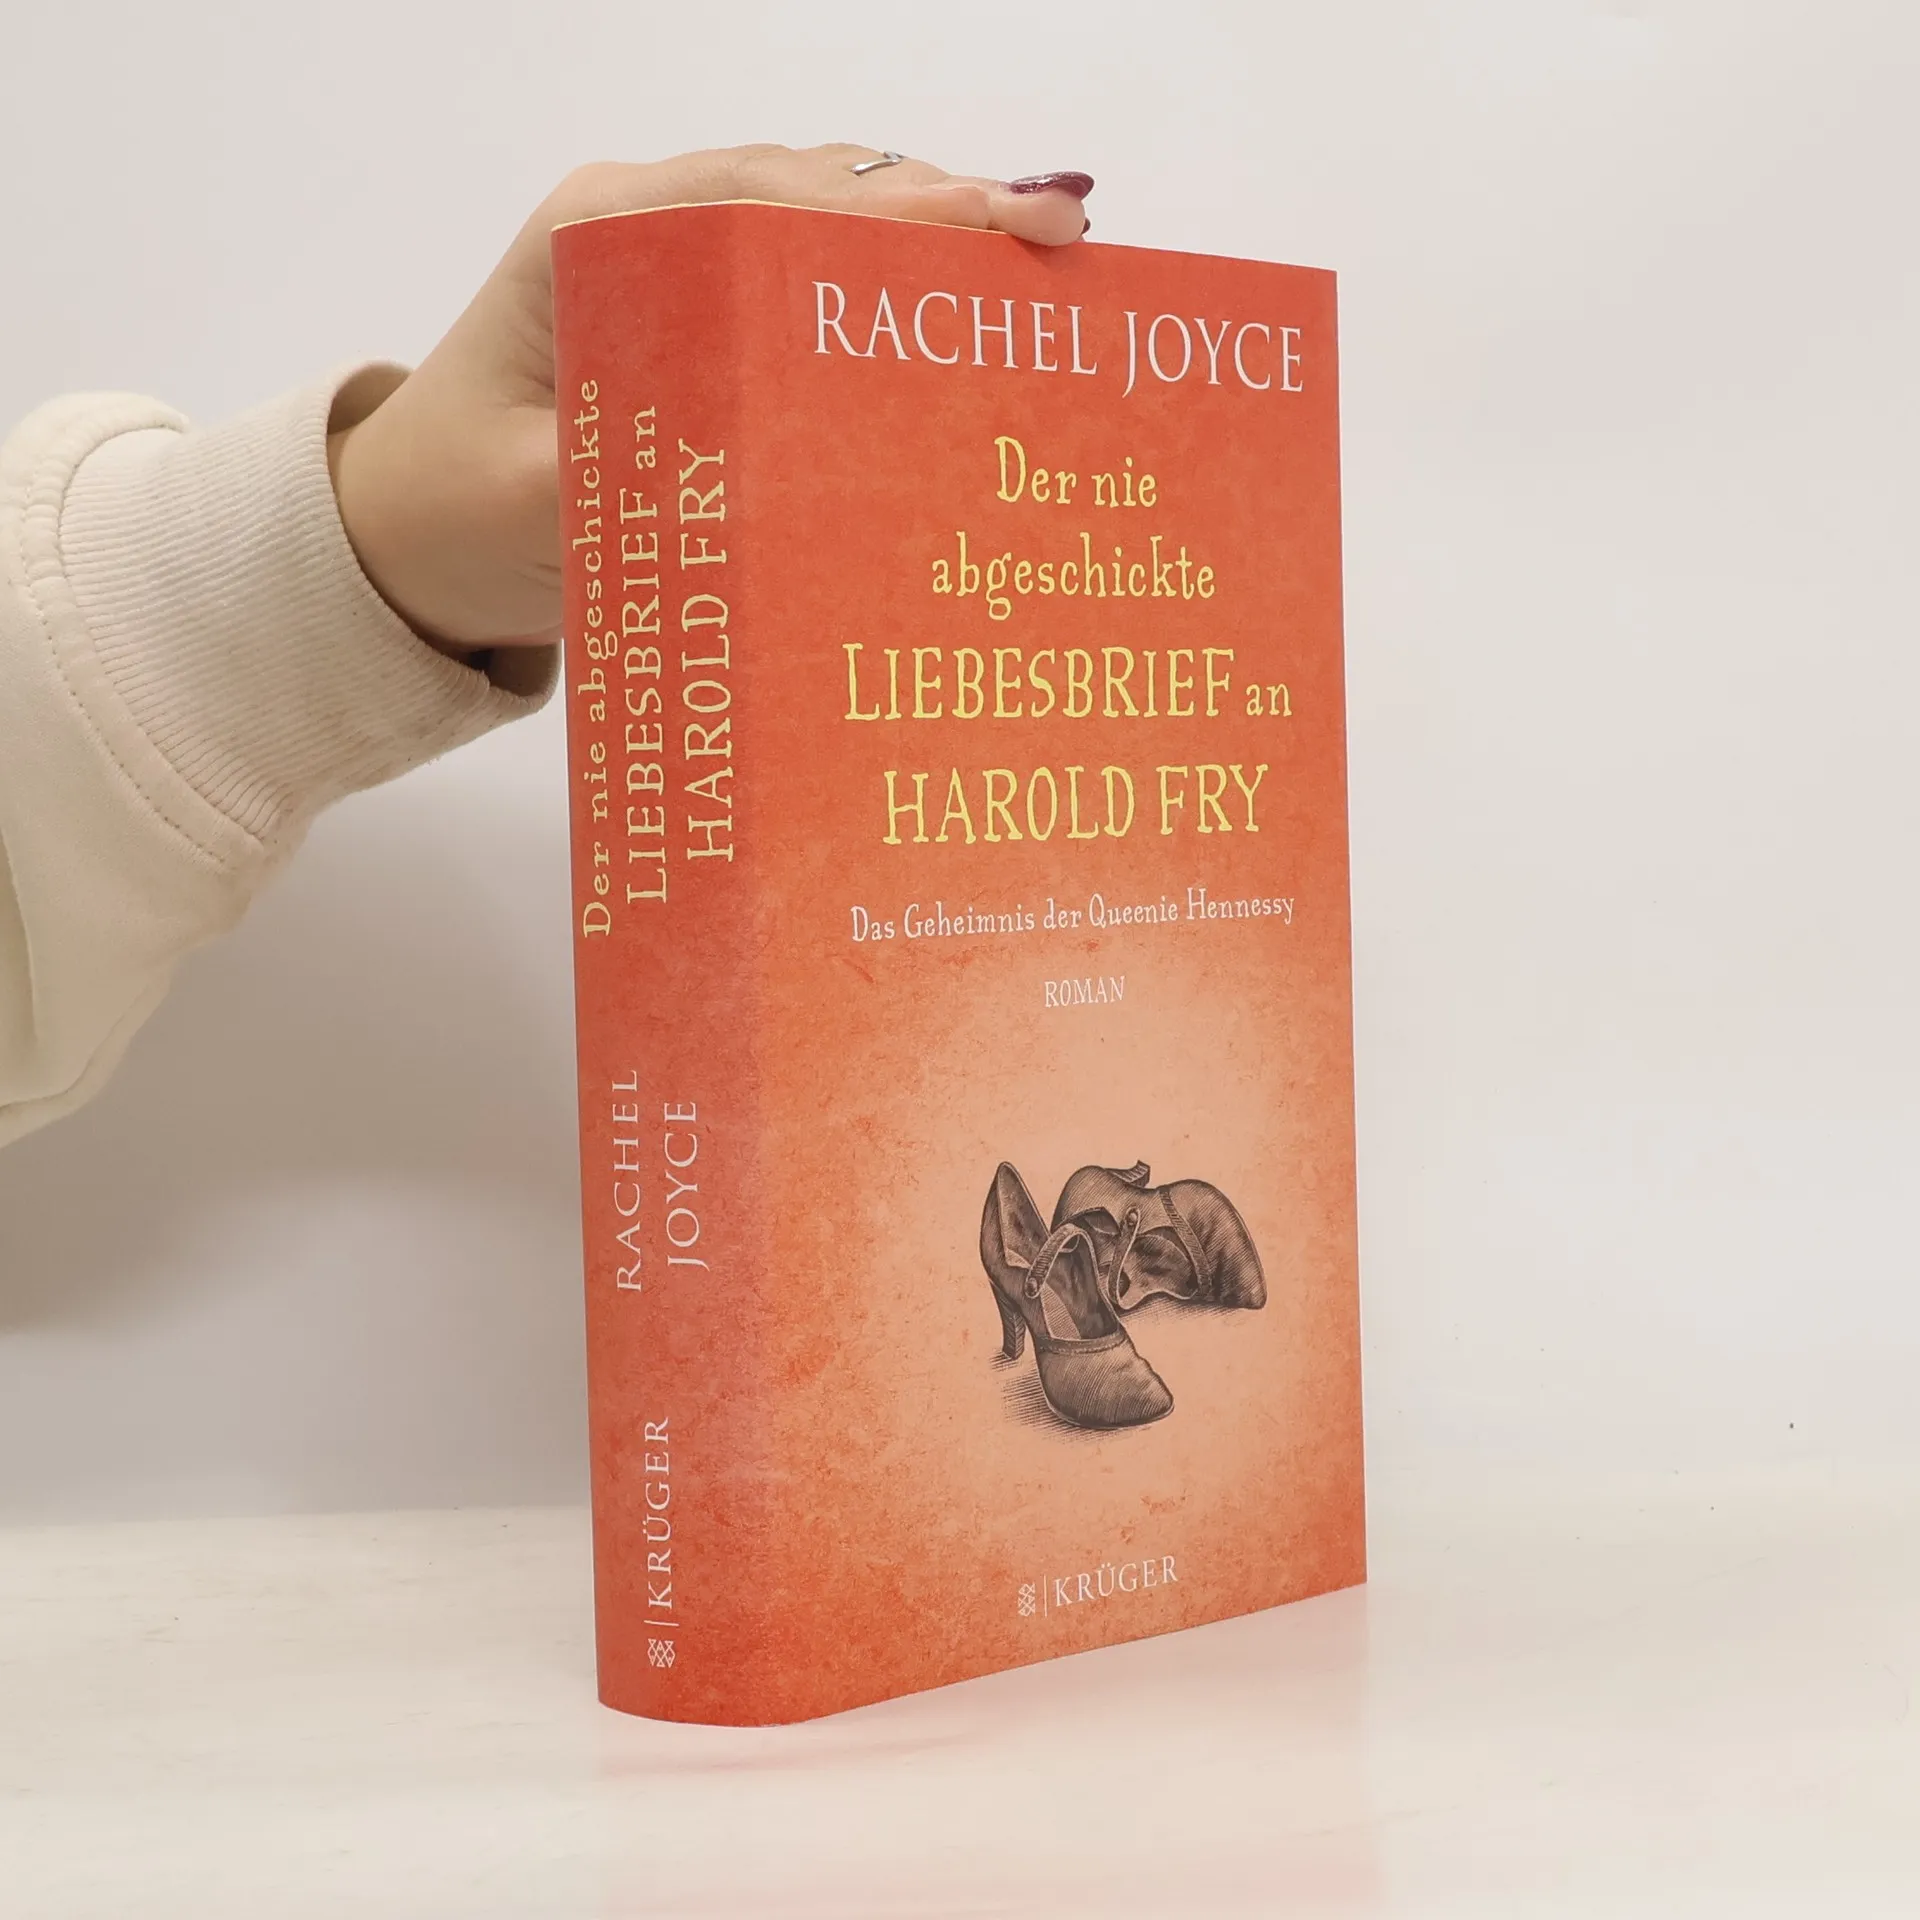 Der nie abgeschickte
LIEBESBRIEF an
HAROLD FRY
RACHEL
JOYCE
KRÜGER
RACHEL JOYCE
Der nie
abgeschickte
LIEBESBRIEF an
HAROLD FRY
Das Geheimnis der Queenie Hennessy
ROMAN
KRÜGER